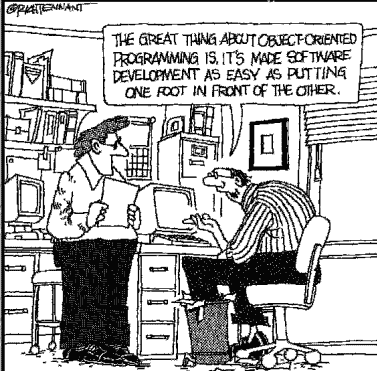 ©RICHTENNANT
THE GREAT THING ABOUT OBJECT-ORIENTED
PROGRAMMING IS, IT'S MADE SOFTWARE
DEVELOPMENT AS EASY AS PUTTING
ONE FOOT IN FRONT OF THE OTHER.